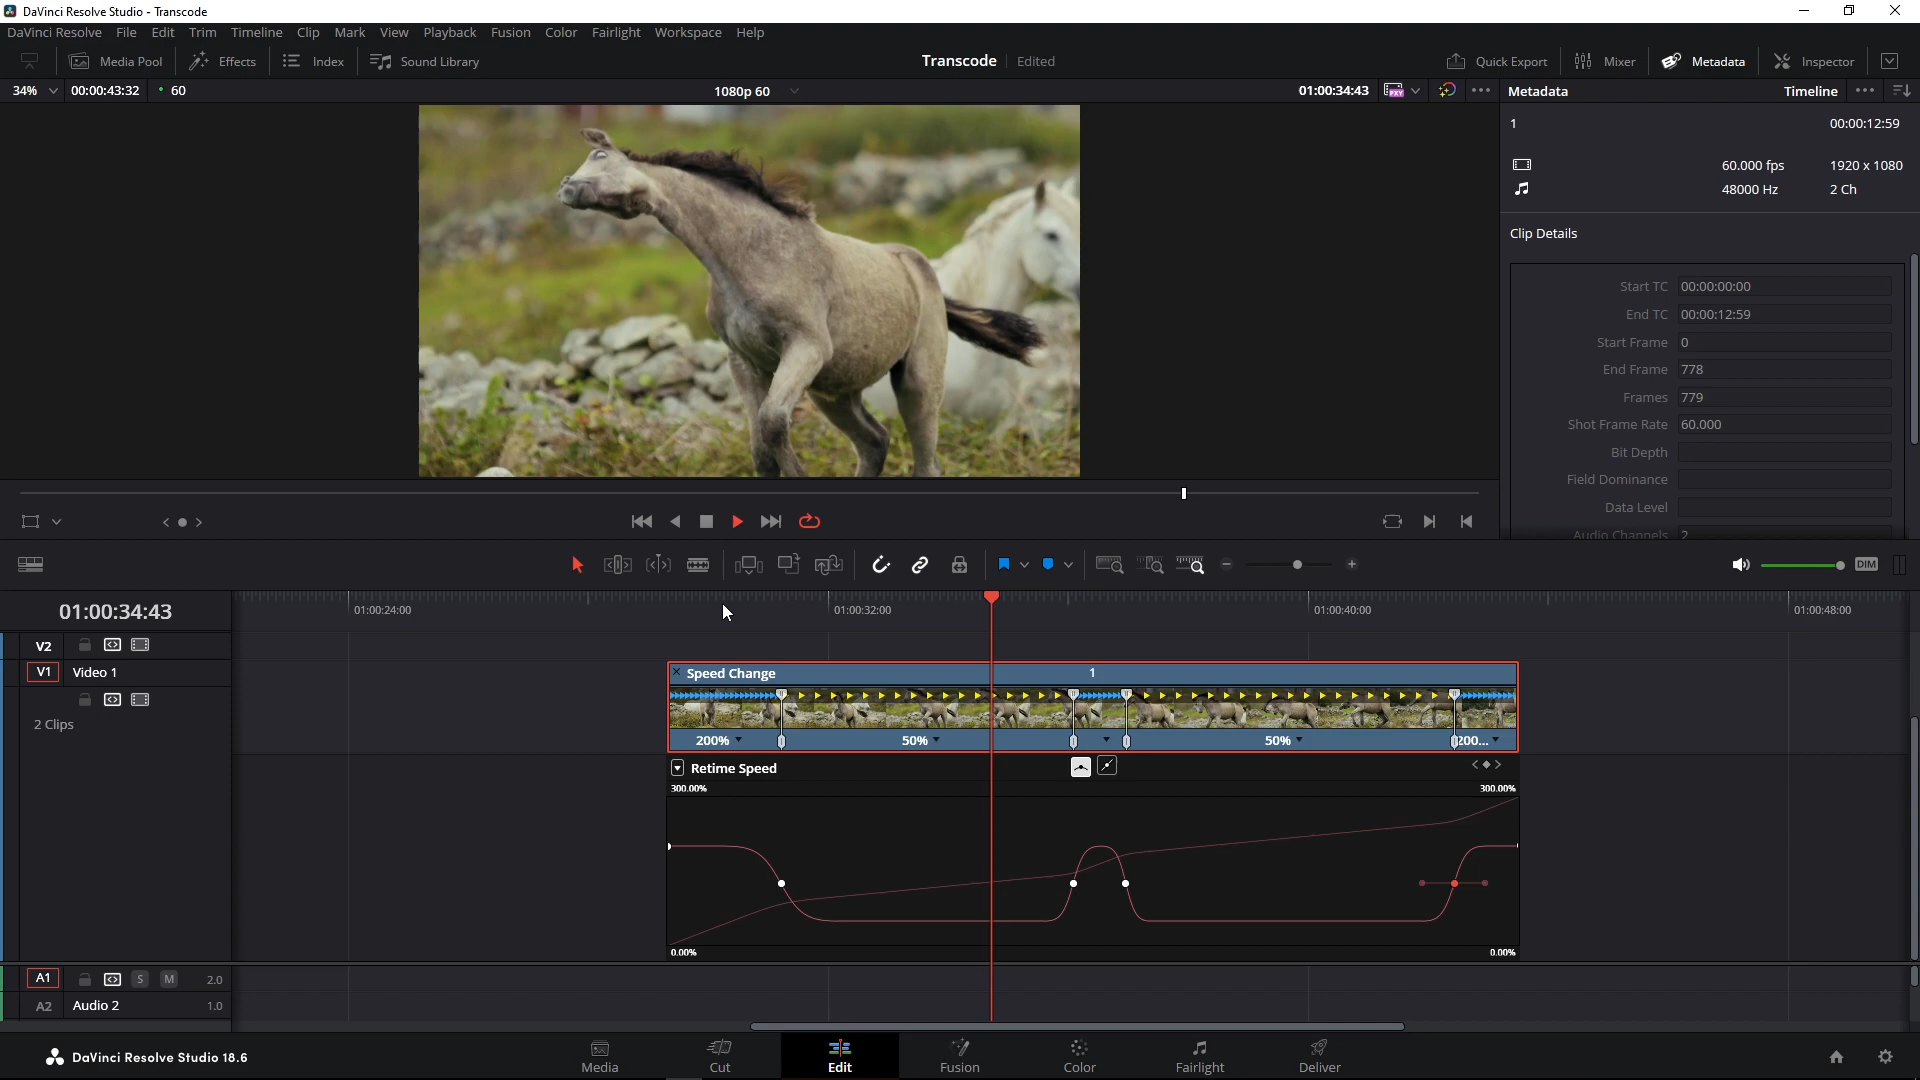 DaVinci Resolve Studio - Transcode
DaVinci Resolve File Edit Trim Timeline Clip Mark View Playback Fusion Color Fairlight Workspace Help
Media Pool Effects Index Sound Library Transcode Edited Quick Export Mixer Metadata Inspector
34% 00:00:43:32 60 1080p 60 01:00:34:43 PXY Metadata Timeline
1 00:00:12:59
60.000 fps 1920 x 1080
48000 Hz 2 Ch
Clip Details
Start TC 00:00:00:00
End TC 00:00:12:59
Start Frame 0
End Frame 778
Frames 779
Shot Frame Rate 60.000
Bit Depth
Field Dominance
Data Level
Audio Channels 2
DIM
01:00:34:43 01:00:24:00 01:00:32:00 01:00:40:00 01:00:48:00
V2
V1 Video 1
Speed Change 1
2 Clips
200% 50% 50% 200...
Retime Speed
300.00% 300.00%
0.00% 0.00%
A1 S M 2.0
A2 Audio 2 1.0
DaVinci Resolve Studio 18.6
Media Cut Edit Fusion Color Fairlight Deliver